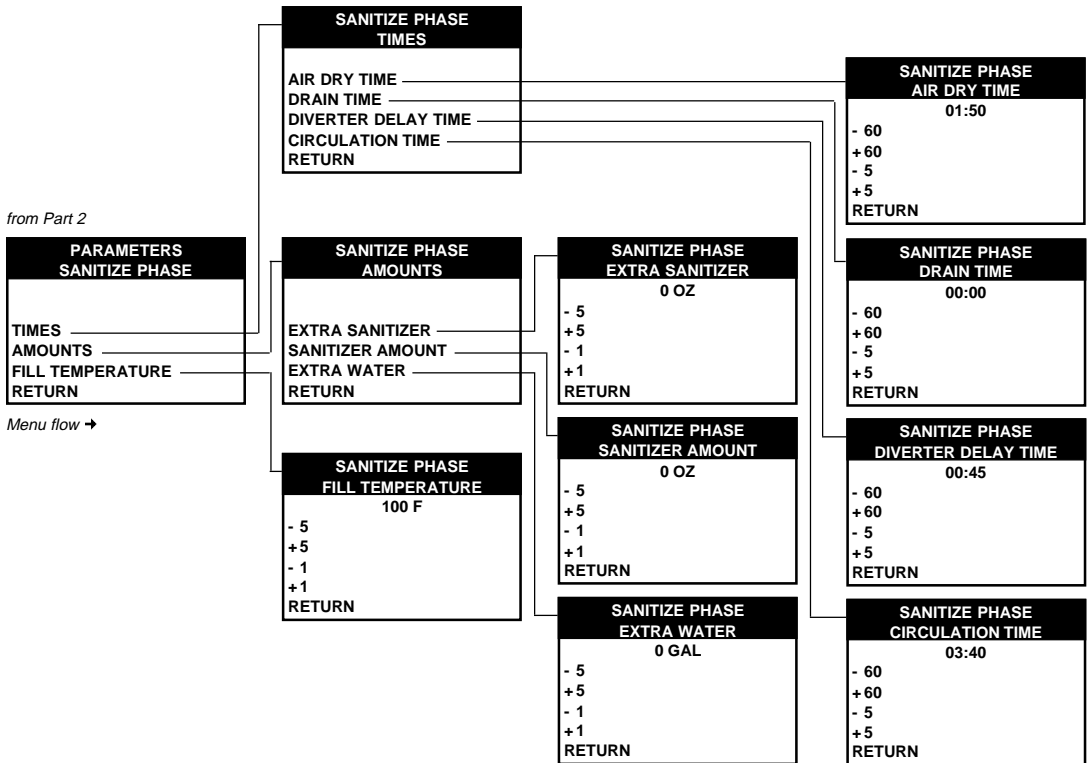 SANITIZE PHASE
TIMES
AIR DRY TIME
DRAIN TIME
DIVERTER DELAY TIME
CIRCULATION TIME
RETURN
SANITIZE PHASE
AIR DRY TIME
01:50
- 60
+60
- 5
+5
RETURN
from Part 2
PARAMETERS
SANITIZE PHASE
TIMES
AMOUNTS
FILL TEMPERATURE
RETURN
Menu flow →
SANITIZE PHASE
AMOUNTS
EXTRA SANITIZER
SANITIZER AMOUNT
EXTRA WATER
RETURN
SANITIZE PHASE
EXTRA SANITIZER
0 OZ
- 5
+5
- 1
+1
RETURN
SANITIZE PHASE
DRAIN TIME
00:00
- 60
+60
- 5
+5
RETURN
SANITIZE PHASE
FILL TEMPERATURE
100 F
- 5
+5
- 1
+1
RETURN
SANITIZE PHASE
SANITIZER AMOUNT
0 OZ
- 5
+5
- 1
+1
RETURN
SANITIZE PHASE
DIVERTER DELAY TIME
00:45
- 60
+60
- 5
+5
RETURN
SANITIZE PHASE
EXTRA WATER
0 GAL
- 5
+5
- 1
+1
RETURN
SANITIZE PHASE
CIRCULATION TIME
03:40
- 60
+60
- 5
+5
RETURN